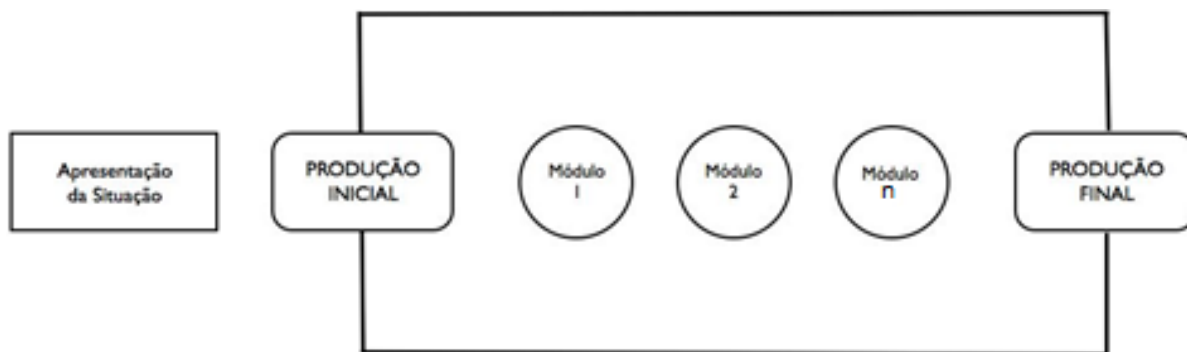 Apresentação
da Situação
PRODUÇÃO
INICIAL
Módulo
1
Módulo
2
Módulo
n
PRODUÇÃO
FINAL